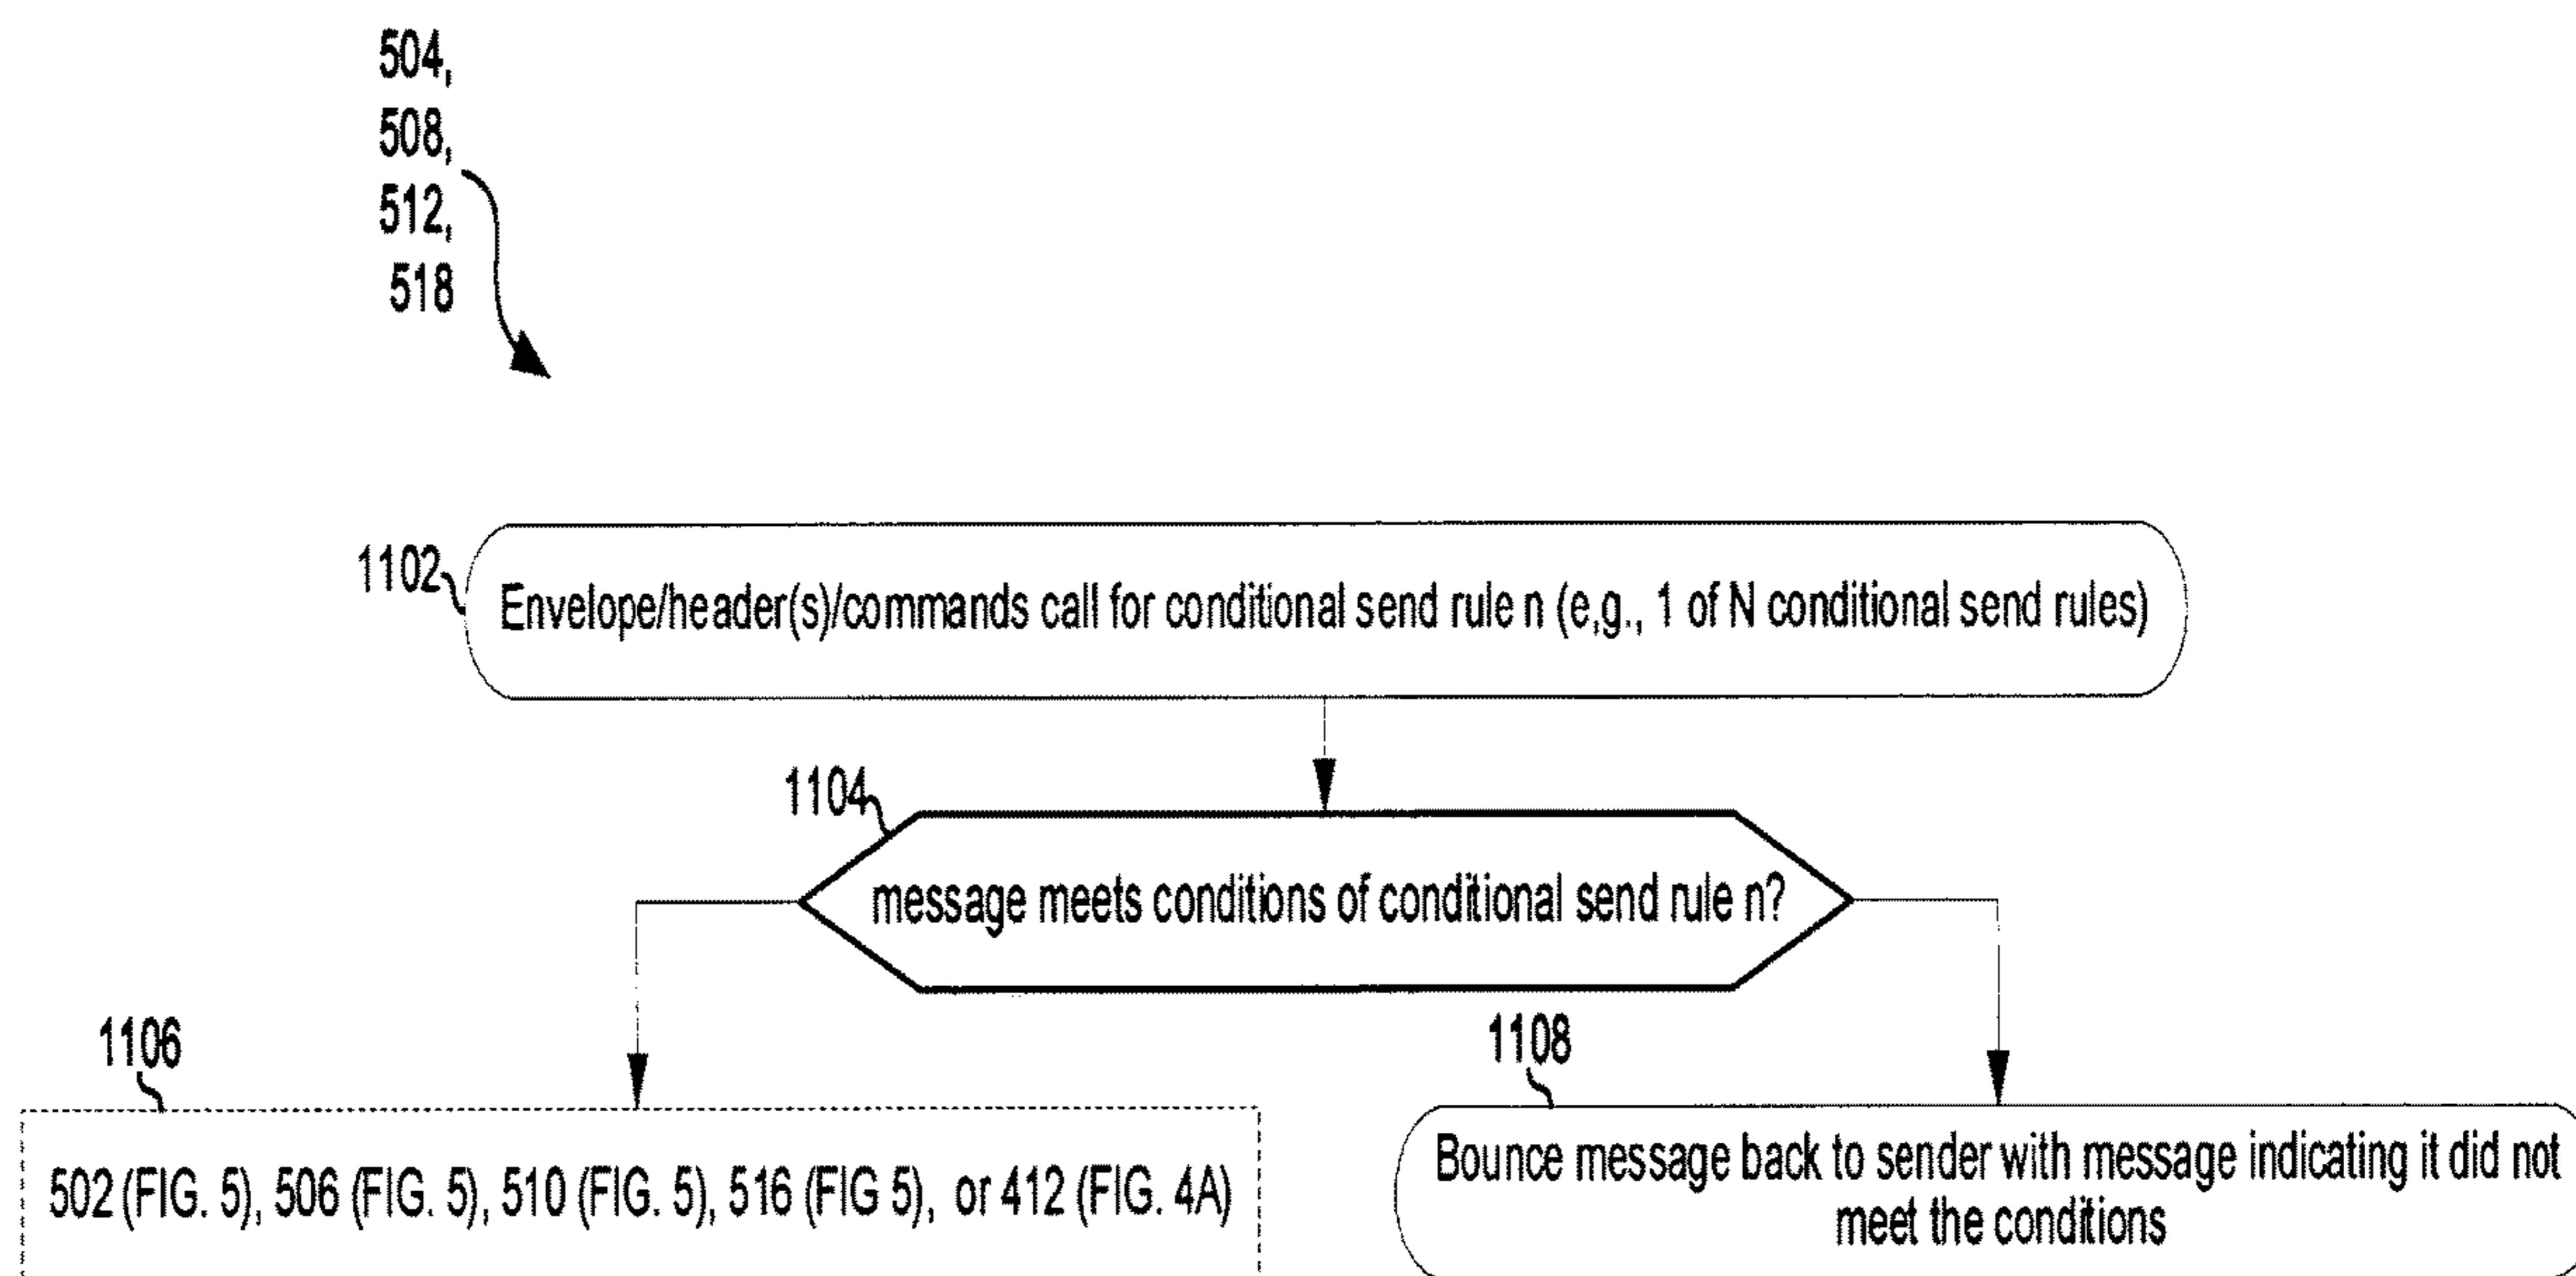 504,
508,
512,
518
1102
Envelope/header(s)/commands call for conditional send rule n (e,g., 1 of N conditional send rules)
1104
message meets conditions of conditional send rule n?
1106
502 (FIG. 5), 506 (FIG. 5), 510 (FIG. 5), 516 (FIG 5), or 412 (FIG. 4A)
1108
Bounce message back to sender with message indicating it did not
meet the conditions